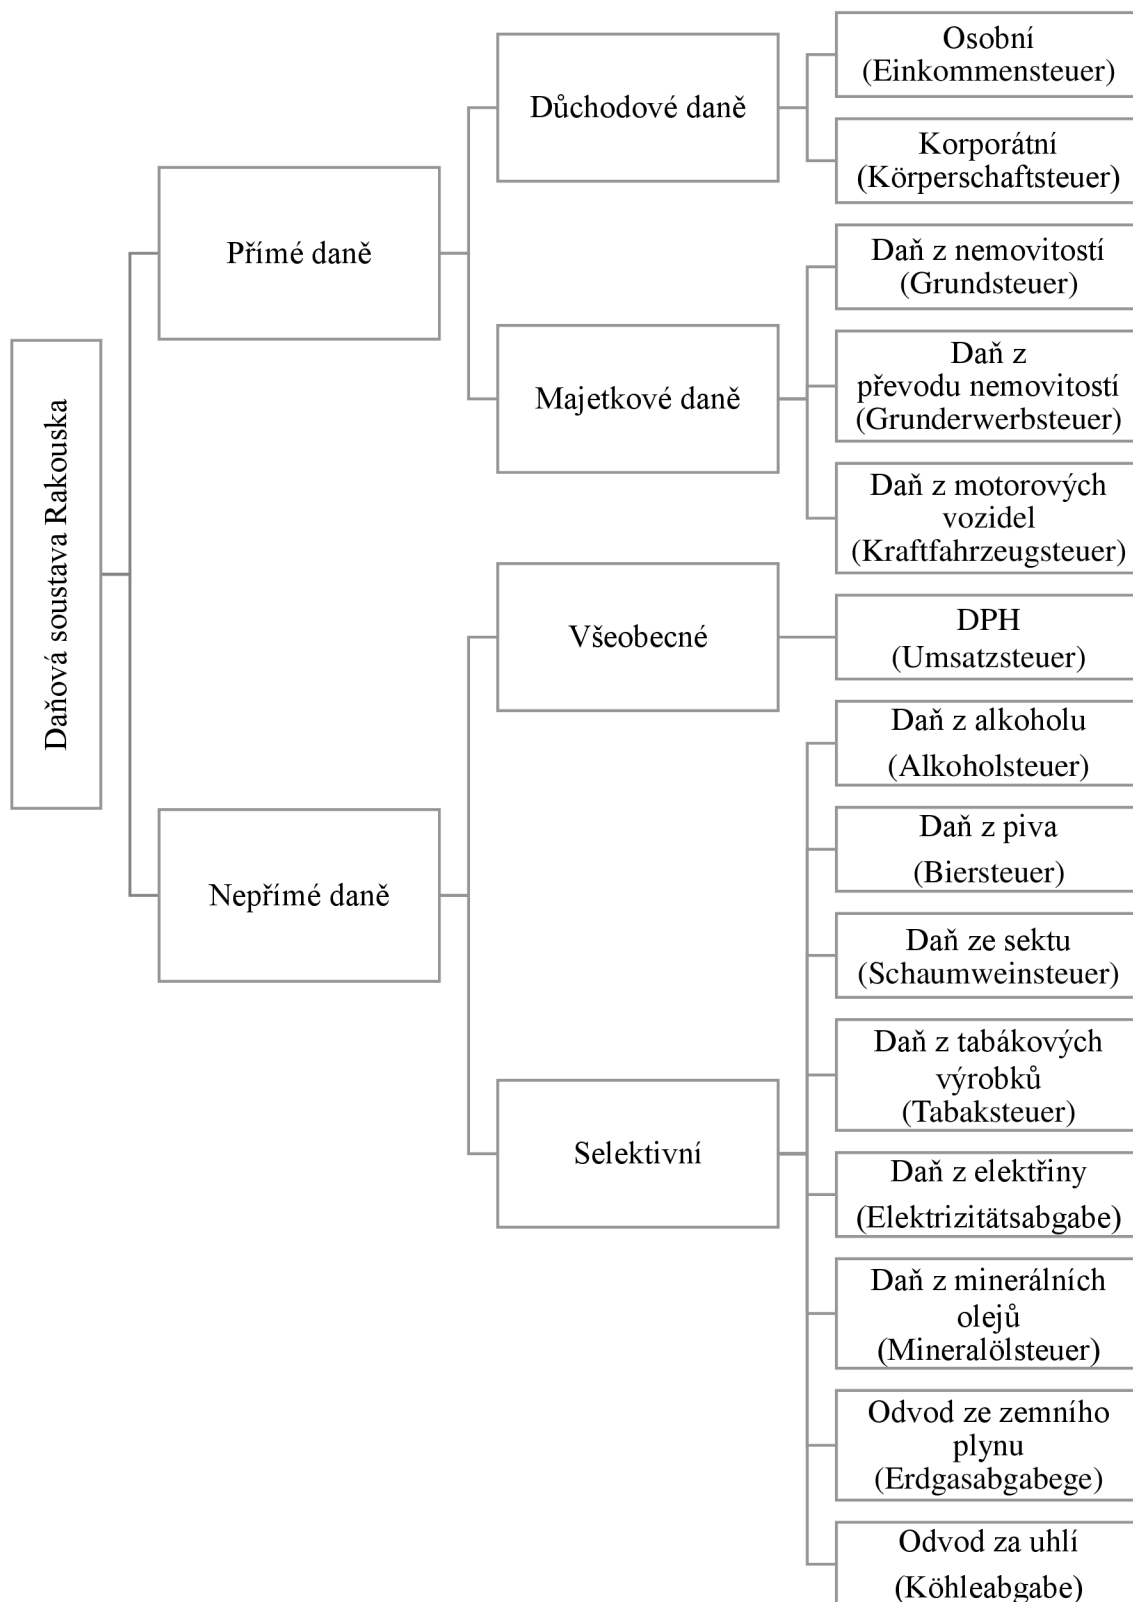 Daňová soustava Rakouska
Přímé daně
Důchodové daně
Osobní
(Einkommensteuer)
Korporátní
(Körperschaftsteuer)
Majetkové daně
Daň z nemovitostí
(Grundsteuer)
Daň z
převodu nemovitostí
(Grunderwerbsteuer)
Daň z motorových
vozidel
(Kraftfahrzeugsteuer)
Nepřímé daně
Všeobecné
DPH
(Umsatzsteuer)
Selektivní
Daň z alkoholu
(Alkoholsteuer)
Daň z piva
(Biersteuer)
Daň ze sektu
(Schaumweinsteuer)
Daň z tabákových
výrobků
(Tabaksteuer)
Daň z elektřiny
(Elektrizitätsabgabe)
Daň z minerálních
olejů
(Mineralölsteuer)
Odvod ze zemního
plynu
(Erdgasabgabege)
Odvod za uhlí
(Köhleabgabe)